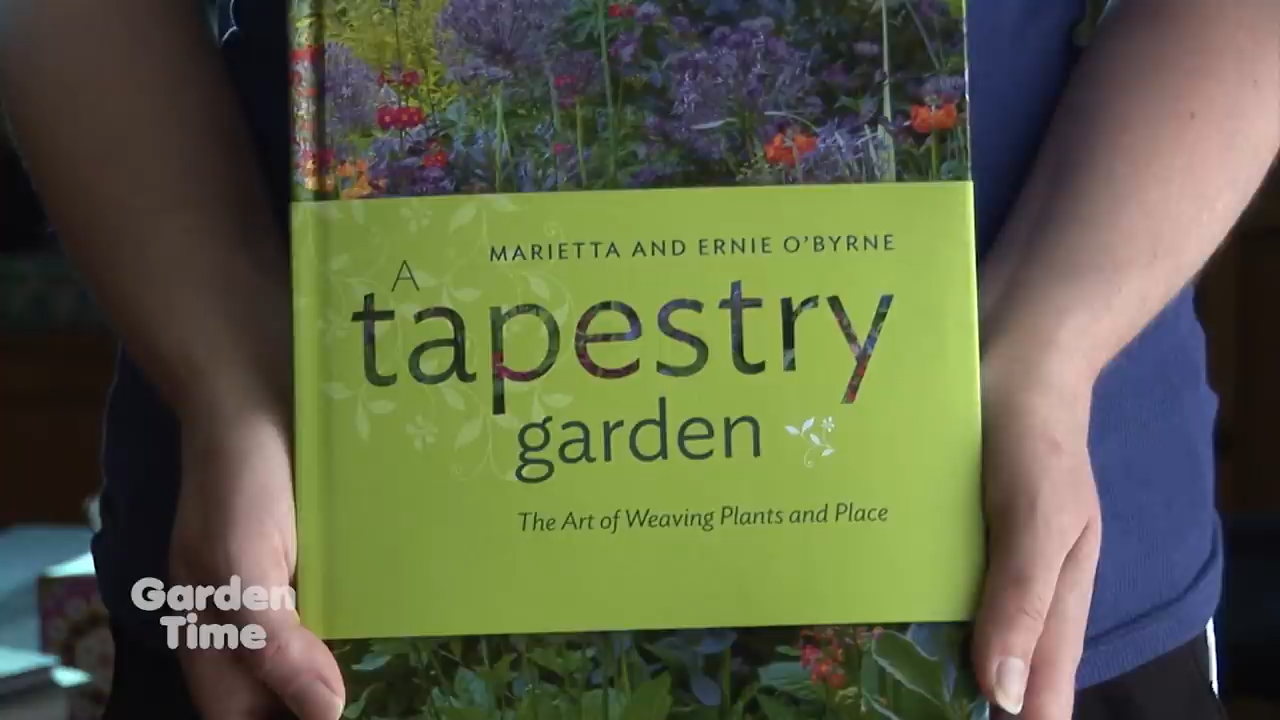 MARIETTA AND ERNIE O'BYRNE
A
tapestry
garden
The Art of Weaving Plants and Place
Garden
Time